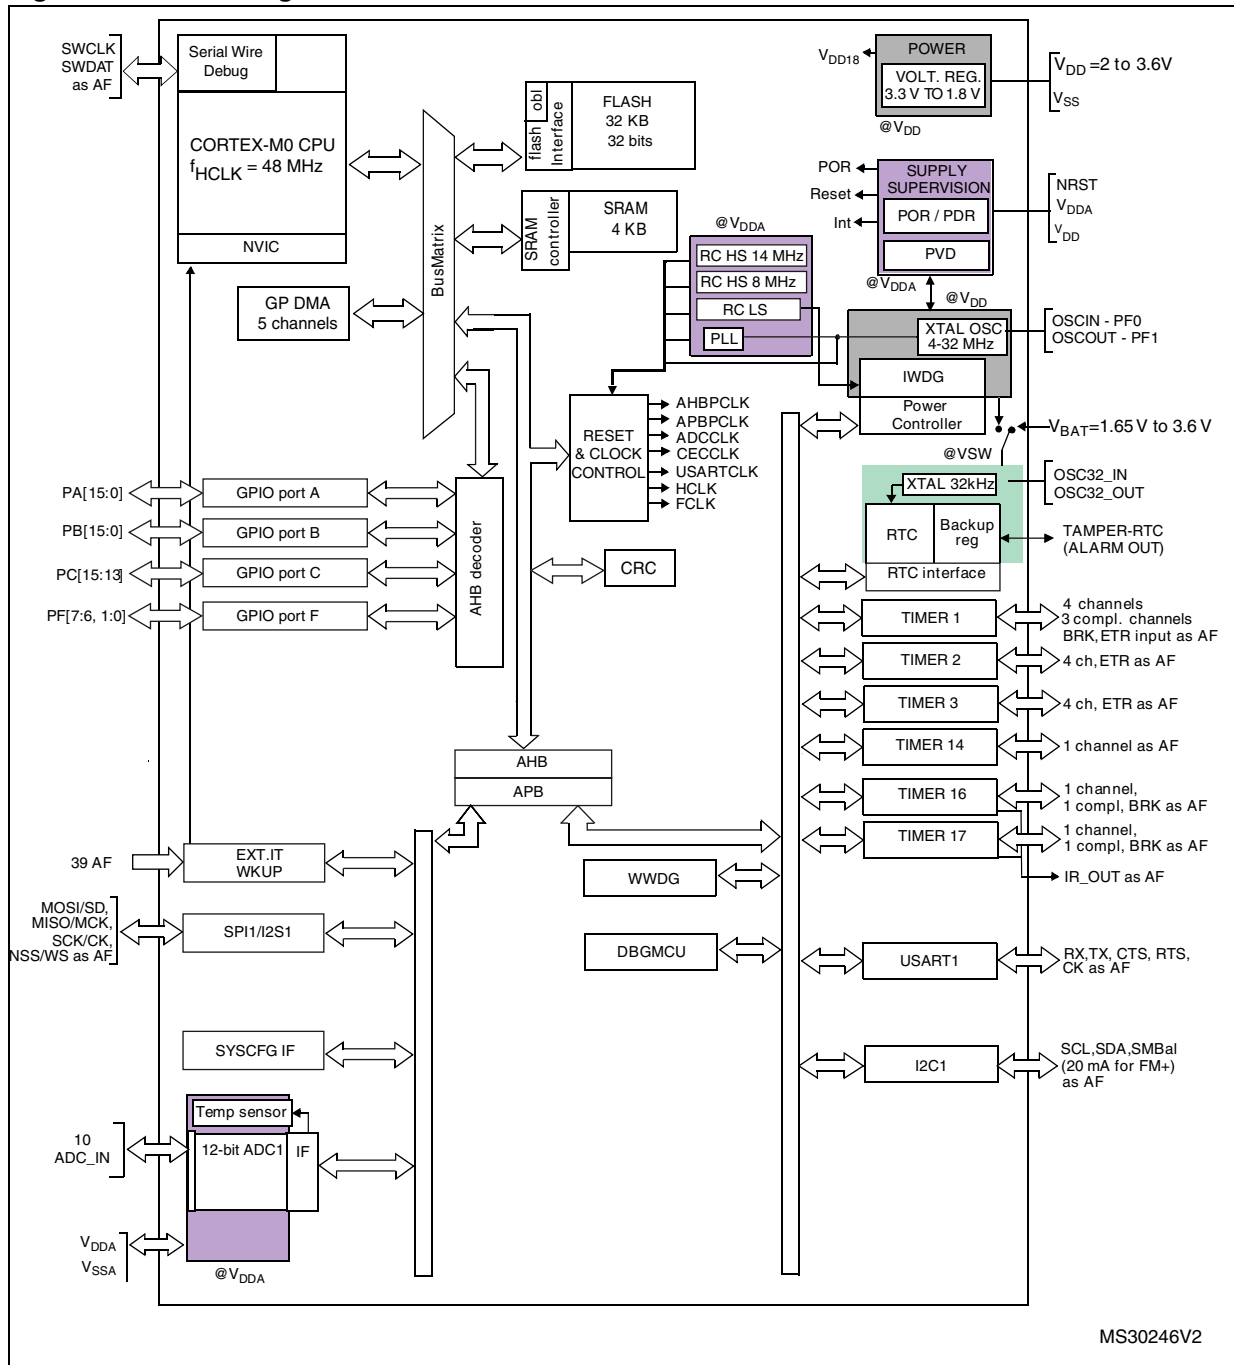 SWCLK
SWDAT
as AF
Serial Wire
Debug
CORTEX-M0 CPU
fHCLK = 48 MHz
NVIC
GP DMA
5 channels
BusMatrix
flash
obl
Interface
FLASH
32 KB
32 bits
SRAM
controller
SRAM
4 KB
VDD18
POWER
VOLT. REG.
3.3 V TO 1.8 V
@VDD
VDD =2 to 3.6V
VSS
POR
Reset
Int
SUPPLY
SUPERVISION
POR / PDR
PVD
@VDDA
NRST
VDDA
VDD
@VDDA
RC HS 14 MHz
RC HS 8 MHz
RC LS
PLL
@VDD
XTAL OSC
4-32 MHz
IWDG
Power
Controller
OSCIN - PF0
OSCOUT - PF1
VBAT=1.65 V to 3.6 V
@VSW
RESET
& CLOCK
CONTROL
AHBPCLK
APBPCLK
ADCCLK
CECCLK
USARTCLK
HCLK
FCLK
XTAL 32kHz
OSC32_IN
OSC32_OUT
RTC
Backup
reg
RTC interface
TAMPER-RTC
(ALARM OUT)
PA[15:0]
GPIO port A
PB[15:0]
GPIO port B
PC[15:13]
GPIO port C
PF[7:6, 1:0]
GPIO port F
AHB decoder
CRC
TIMER 1
4 channels
3 compl. channels
BRK,ETR input as AF
TIMER 2
4 ch,ETR as AF
TIMER 3
4 ch, ETR as AF
TIMER 14
1 channel as AF
TIMER 16
1 channel,
1 compl, BRK as AF
TIMER 17
1 channel,
1 compl, BRK as AF
IR_OUT as AF
AHB
APB
39 AF
EXT.IT
WKUP
MOSI/SD,
MISO/MCK,
SCK/CK,
NSS/WS as AF
SPI1/I2S1
WWDG
DBGMCU
USART1
RX,TX, CTS, RTS,
CK as AF
SYSCFG IF
I2C1
SCL,SDA,SMBal
(20 mA for FM+)
as AF
Temp sensor
10
ADC_IN
12-bit ADC1
IF
VDDA
VSSA
@VDDA
MS30246V2